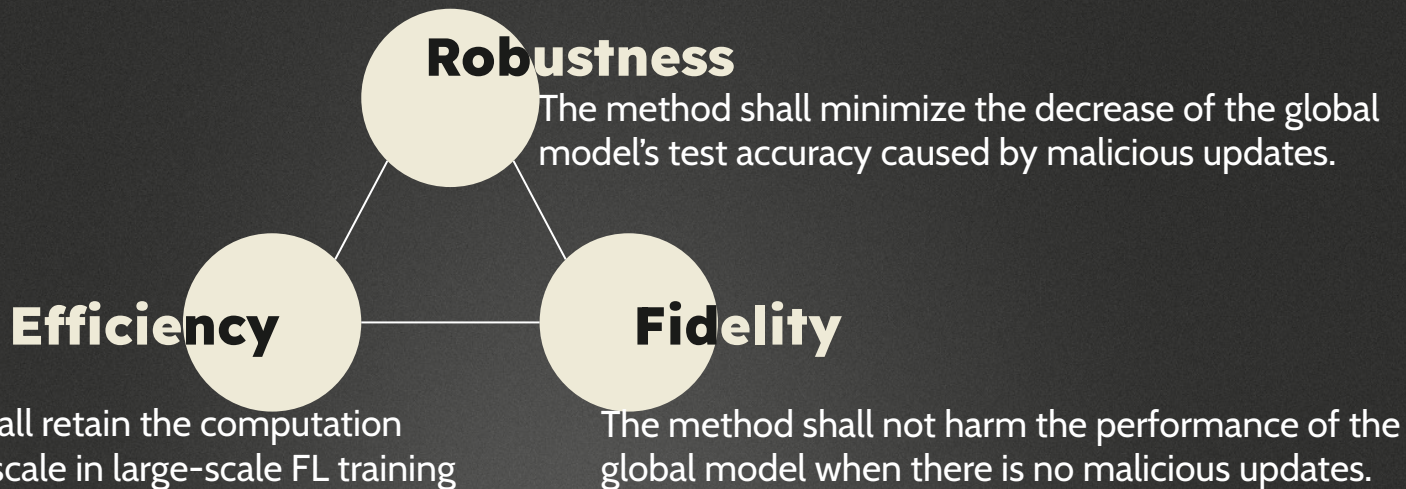 Robustness
The method shall minimize the decrease of the global
model’s test accuracy caused by malicious updates.
Efficiency
Fidelity
retain the computation
in large-scale FL training
The method shall not harm the performance of the
global model when there is no malicious updates.